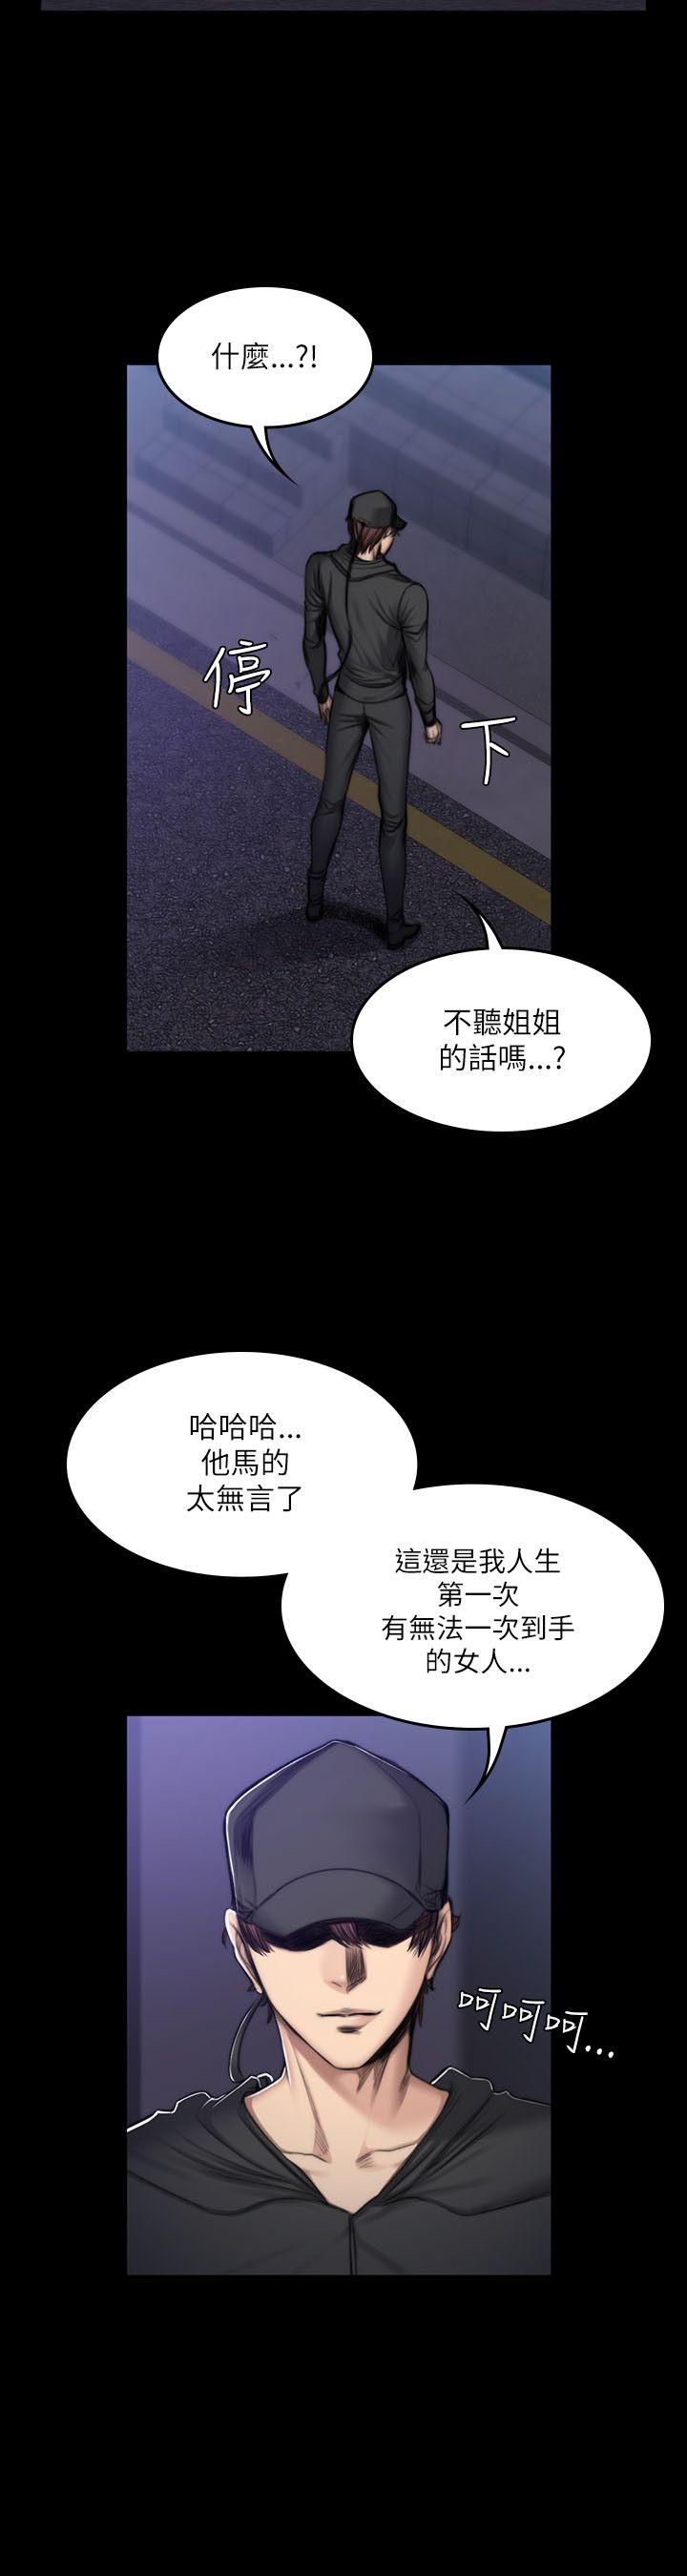 什麼...?!
停
下
不聽姐姐
的話嗎...?
哈哈哈...
他馬的
太無言了
這還是我人生
第一次
有無法一次到手
的女人...
呵呵呵...